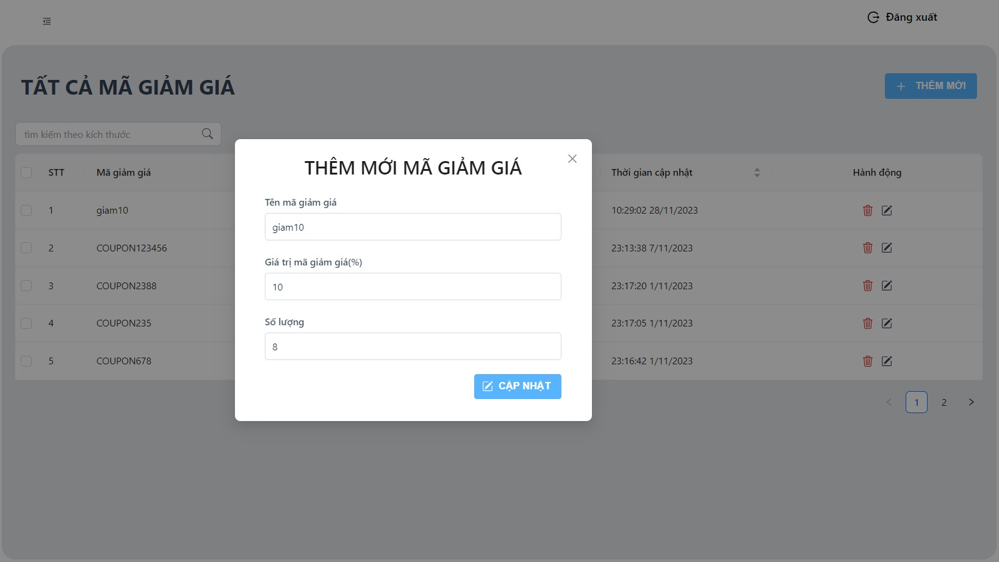 Đăng xuất
TẤT CẢ MÃ GIẢM GIÁ
THÊM MỚI
tìm kiếm theo kích thước
STT Mã giảm giá Thời gian cập nhật Hành động
1 giam10 10:29:02 28/11/2023
2 COUPON123456 23:13:38 7/11/2023
3 COUPON2388 23:17:20 1/11/2023
4 COUPON235 23:17:05 1/11/2023
5 COUPON678 23:16:42 1/11/2023
1 2
THÊM MỚI MÃ GIẢM GIÁ
Tên mã giảm giá
giam10
Giá trị mã giảm giá(%)
10
Số lượng
8
CẬP NHẬT